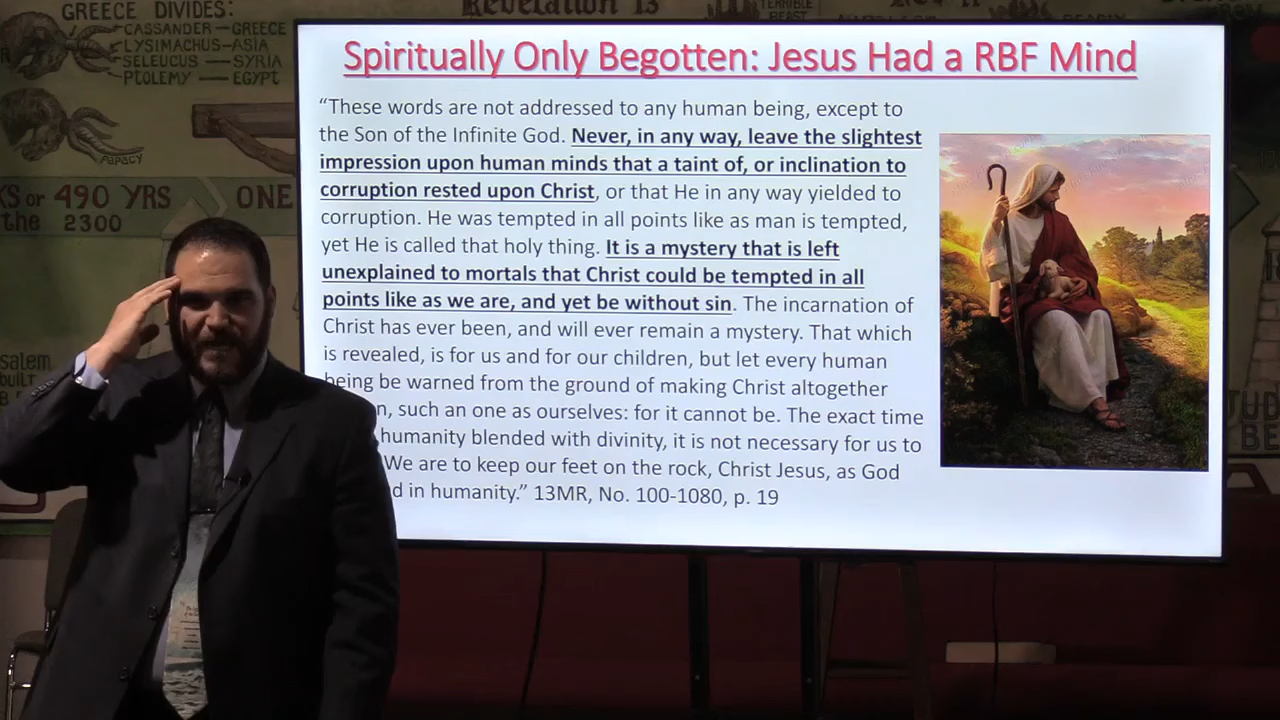 GREECE DIVIDES:
CASSANDER — GREECE
LYSIMACHUS — ASIA
SELEUCUS — SYRIA
PTOLEMY — EGYPT
PAPACY
Revelation 13
TERRIBLE
BEAST
KS or 490 YRS
ONE
the 2300
salem
built
Spiritually Only Begotten: Jesus Had a RBF Mind
“These words are not addressed to any human being, except to
the Son of the Infinite God. Never, in any way, leave the slightest
impression upon human minds that a taint of, or inclination to
corruption rested upon Christ, or that He in any way yielded to
corruption. He was tempted in all points like as man is tempted,
yet He is called that holy thing. It is a mystery that is left
unexplained to mortals that Christ could be tempted in all
points like as we are, and yet be without sin. The incarnation of
Christ has ever been, and will ever remain a mystery. That which
is revealed, is for us and for our children, but let every human
being be warned from the ground of making Christ altogether
n, such an one as ourselves: for it cannot be. The exact time
humanity blended with divinity, it is not necessary for us to
We are to keep our feet on the rock, Christ Jesus, as God
d in humanity.” 13MR, No. 100-1080, p. 19